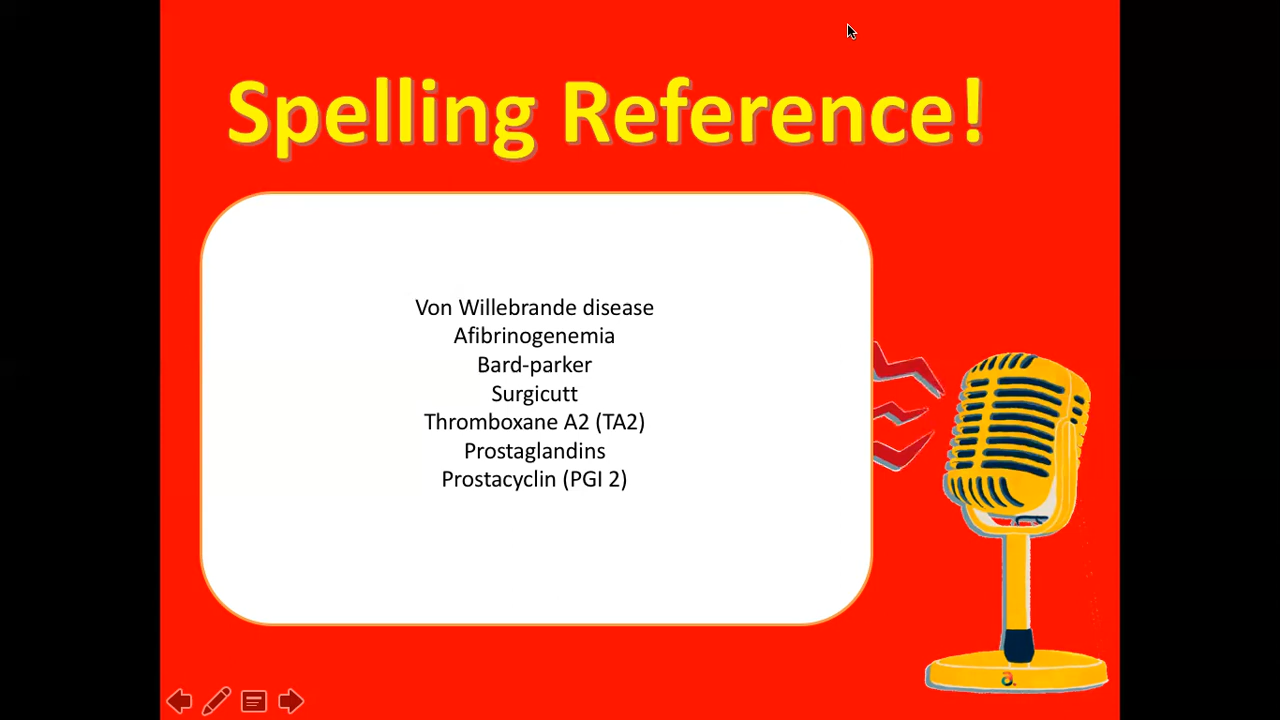 Spelling Reference!
Von Willebrande disease
Afibrinogenemia
Bard-parker
Surgicutt
Thromboxane A2 (TA2)
Prostaglandins
Prostacyclin (PGI 2)
a.